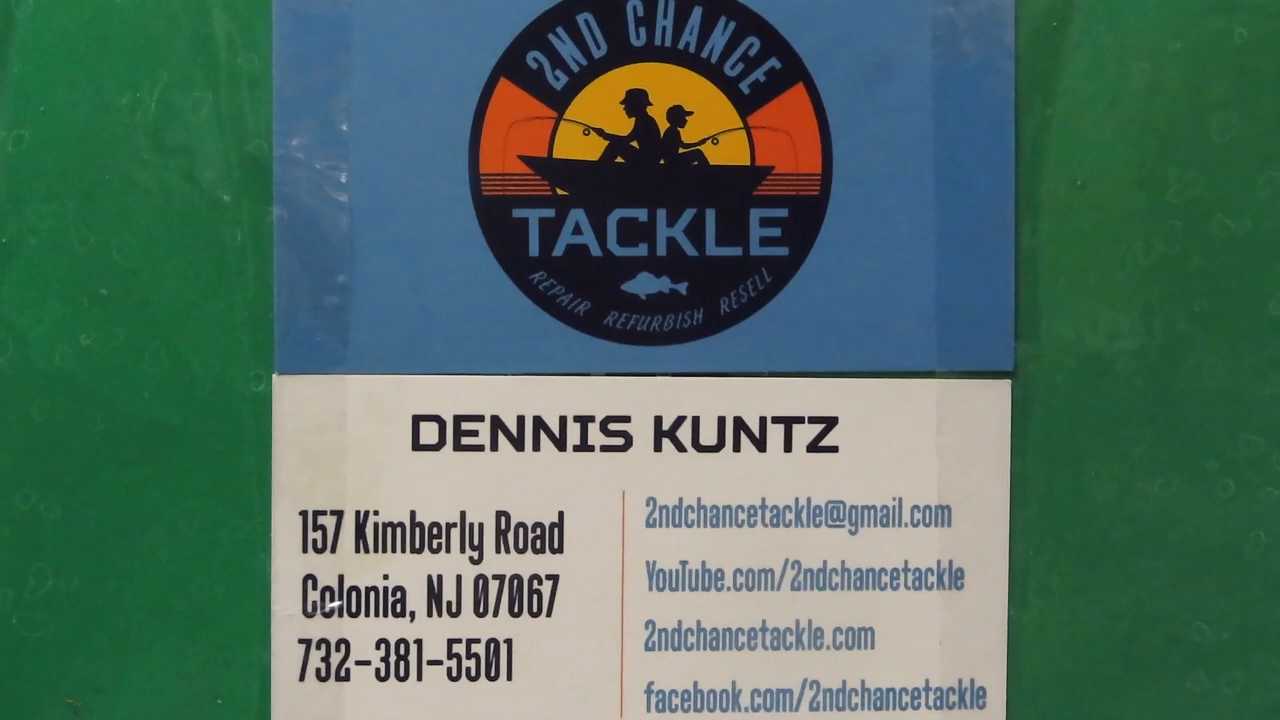 2ND CHANCE
TACKLE
REPAIR REFURBISH RESELL
DENNIS KUNTZ
157 Kimberly Road
Colonia, NJ 07067
732-381-5501
2ndchancetackle@gmail.com
YouTube.com/2ndchancetackle
2ndchancetackle.com
facebook.com/2ndchancetackle